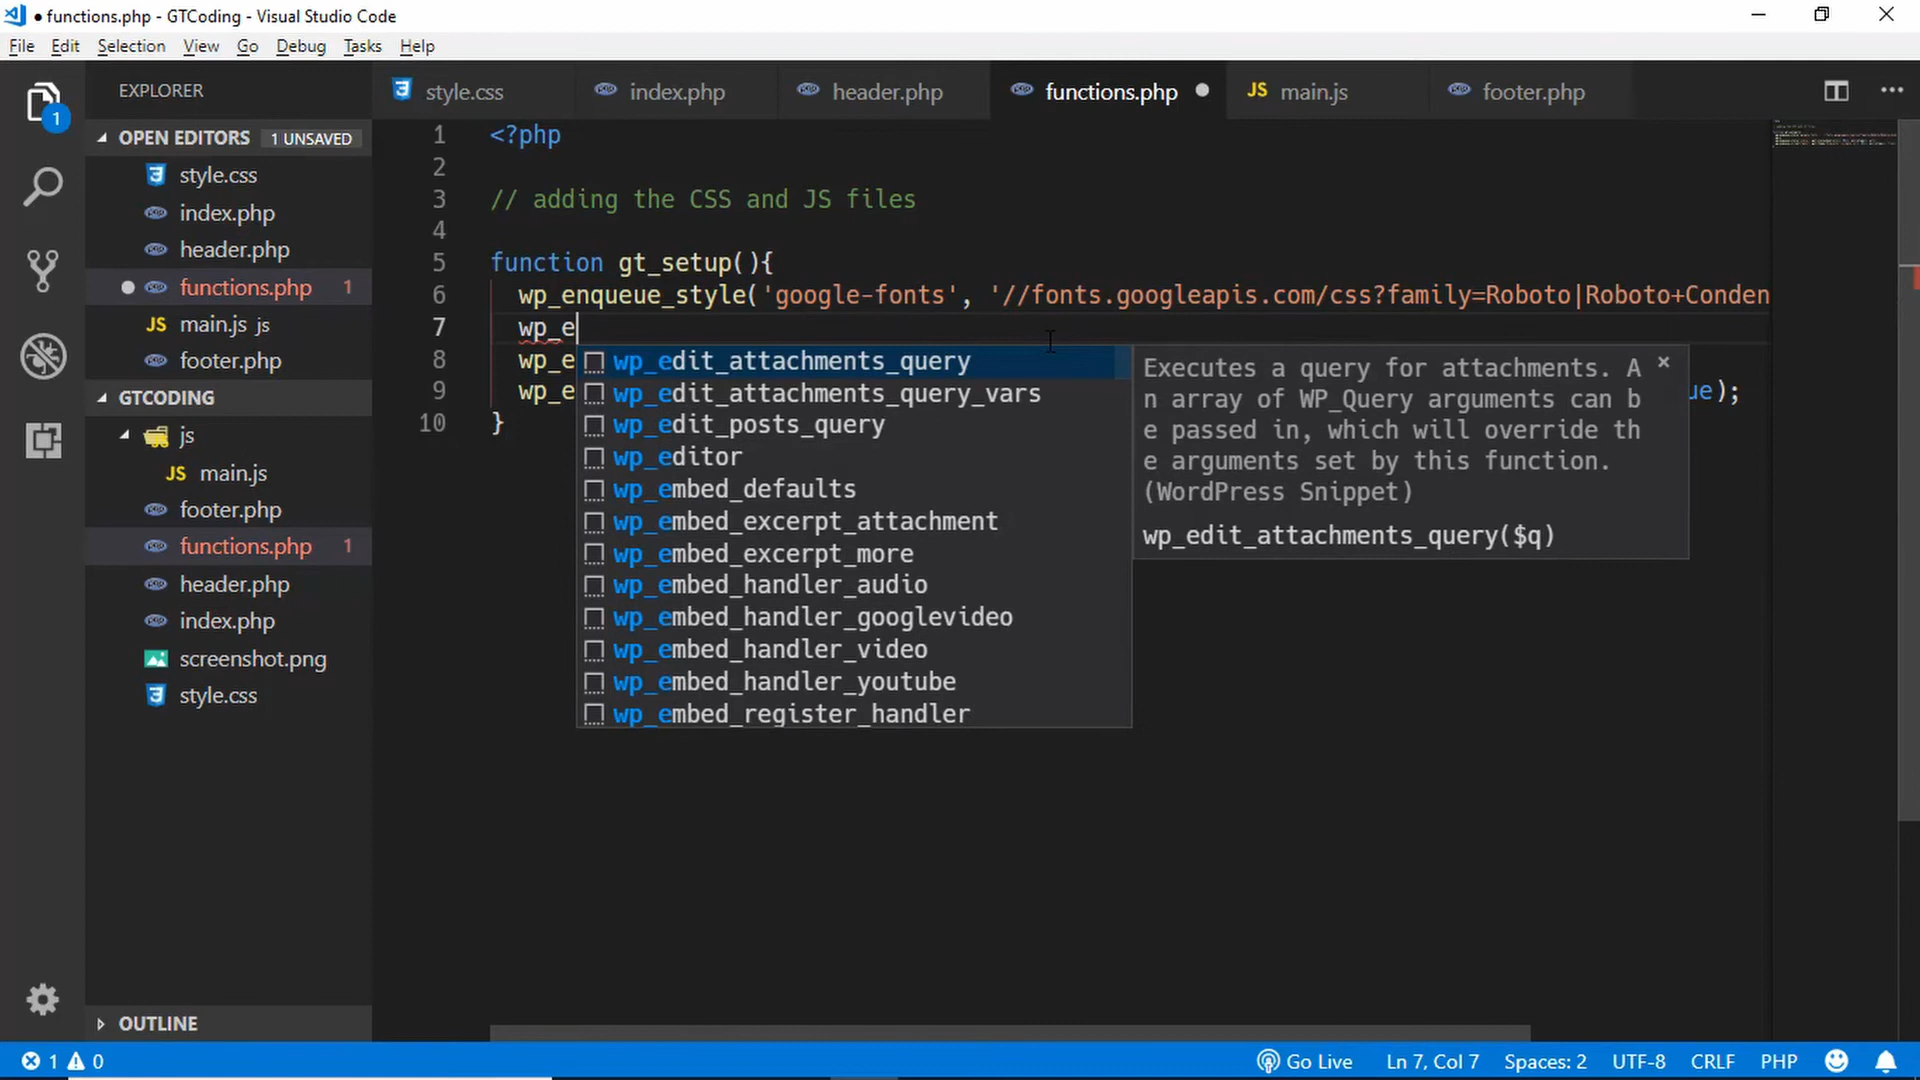 functions.php - GTCoding - Visual Studio Code
File Edit Selection View Go Debug Tasks Help
EXPLORER
OPEN EDITORS 1 UNSAVED
style.css
index.php
header.php
functions.php 1
main.js js
footer.php
GTCODING
js
JS main.js
footer.php
functions.php 1
header.php
index.php
screenshot.png
style.css
OUTLINE
1
style.css index.php header.php functions.php JS main.js footer.php
1 <?php
2
3 // adding the CSS and JS files
4
5 function gt_setup(){
6 wp_enqueue_style('google-fonts', '//fonts.googleapis.com/css?family=Roboto|Roboto+Conden
7 wp_e
8 wp_e
9 wp_e ue);
10 }
wp_edit_attachments_query
wp_edit_attachments_query_vars
wp_edit_posts_query
wp_editor
wp_embed_defaults
wp_embed_excerpt_attachment
wp_embed_excerpt_more
wp_embed_handler_audio
wp_embed_handler_googlevideo
wp_embed_handler_video
wp_embed_handler_youtube
wp_embed_register_handler
Executes a query for attachments. A
n array of WP_Query arguments can b
e passed in, which will override th
e arguments set by this function.
(WordPress Snippet)
wp_edit_attachments_query($q)
1 0 Go Live Ln 7, Col 7 Spaces: 2 UTF-8 CRLF PHP